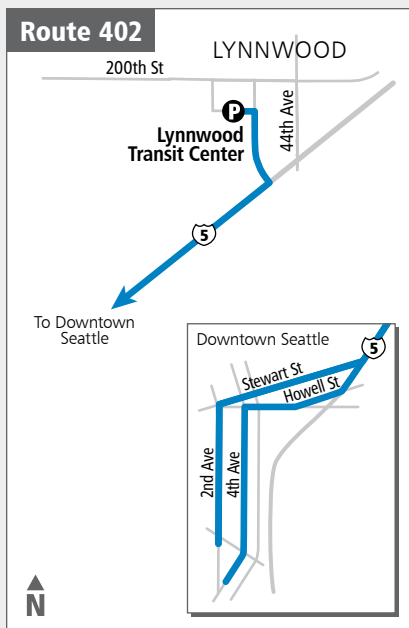 Route 402
LYNNWOOD
200th St
44th Ave
P
Lynnwood
Transit Center
5
To Downtown
Seattle
Downtown Seattle
5
Stewart St
Howell St
2nd Ave
4th Ave
N